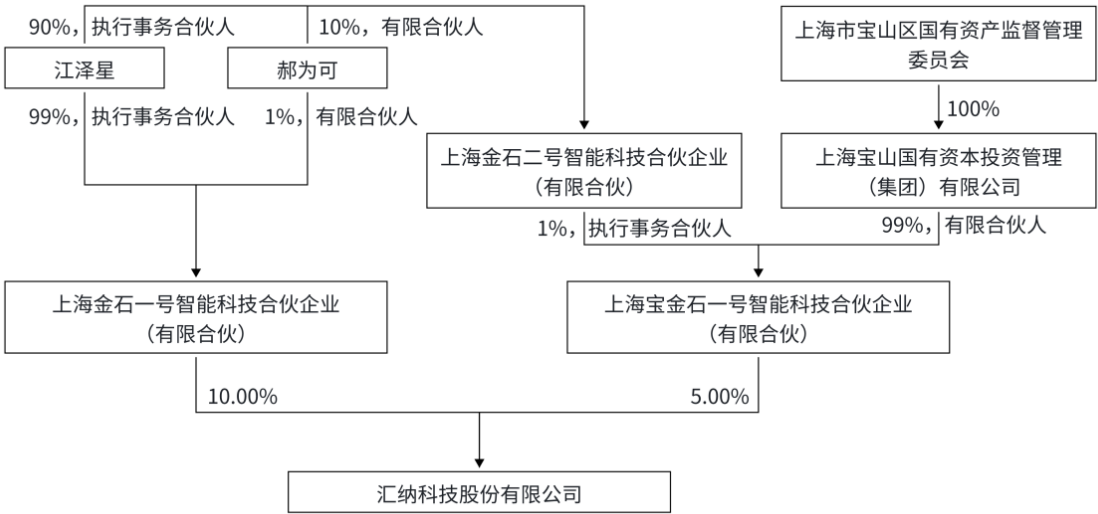 90%，执行事务合伙人
10%，有限合伙人
江泽星
郝为可
上海市宝山区国有资产监督管理
委员会
99%，执行事务合伙人
1%，有限合伙人
100%
上海金石二号智能科技合伙企业
（有限合伙）
上海宝山国有资本投资管理
（集团）有限公司
1%，执行事务合伙人
99%，有限合伙人
上海金石一号智能科技合伙企业
（有限合伙）
上海宝金石一号智能科技合伙企业
（有限合伙）
10.00%
5.00%
汇纳科技股份有限公司